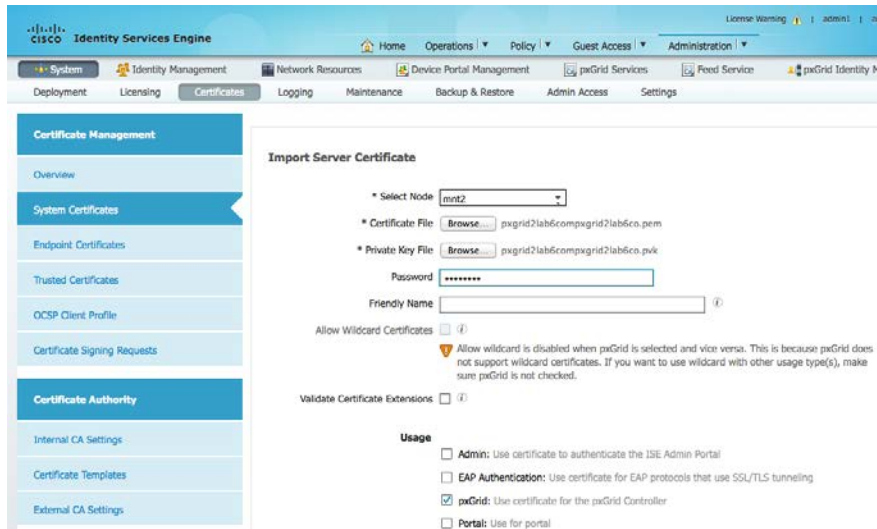 License Warning admin1
CISCO Identity Services Engine
Home Operations Policy Guest Access Administration
System Identity Management Network Resources Device Portal Management pxGrid Services Feed Service pxGrid Identity
Deployment Licensing Certificates Logging Maintenance Backup & Restore Admin Access Settings
Certificate Management
Overview
System Certificates
Endpoint Certificates
Trusted Certificates
OCSP Client Profile
Certificate Signing Requests
Certificate Authority
Internal CA Settings
Certificate Templates
External CA Settings
Import Server Certificate
* Select Node mnt2
* Certificate File Browse... pxgrid2lab6compxgrid2lab6co.pem
* Private Key File Browse... pxgrid2lab6compxgrid2lab6co.pvk
Password ••••••••
Friendly Name
Allow Wildcard Certificates
Allow wildcard is disabled when pxGrid is selected and vice versa. This is because pxGrid does
not support wildcard certificates. If you want to use wildcard with other usage type(s), make
sure pxGrid is not checked.
Validate Certificate Extensions
Usage
Admin: Use certificate to authenticate the ISE Admin Portal
EAP Authentication: Use certificate for EAP protocols that use SSL/TLS tunneling
pxGrid: Use certificate for the pxGrid Controller
Portal: Use for portal